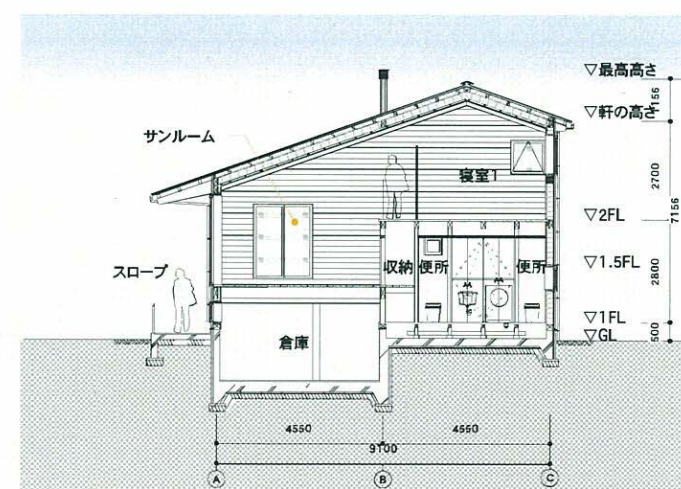 ▽最高高さ
1156
▽軒の高さ
サンルーム
寝室1
2700
▽2FL
7156
スロープ
収納
便所
便所
▽1.5FL
2800
▽1FL
倉庫
▽GL
500
4550
4550
9100
A
B
C